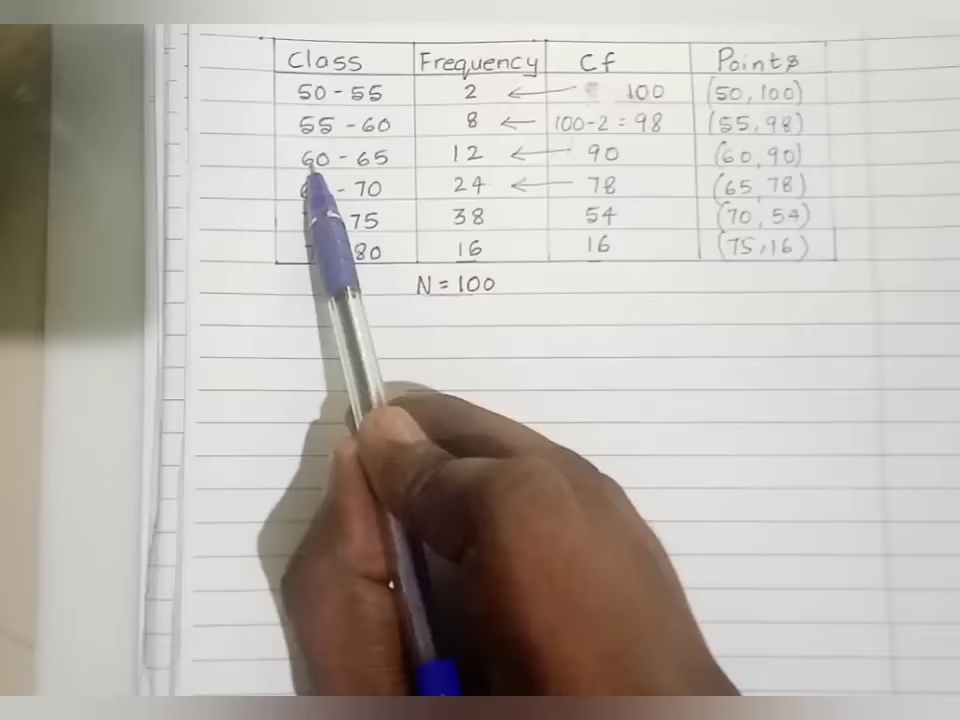 Class Frequency Cf Points
50-55 2 ← 100 (50,100)
55-60 8 ← 100-2 = 98 (55,98)
60-65 12 ← 90 (60,90)
-70 24 ← 78 (65,78)
75 38 54 (70,54)
80 16 16 (75,16)
N = 100